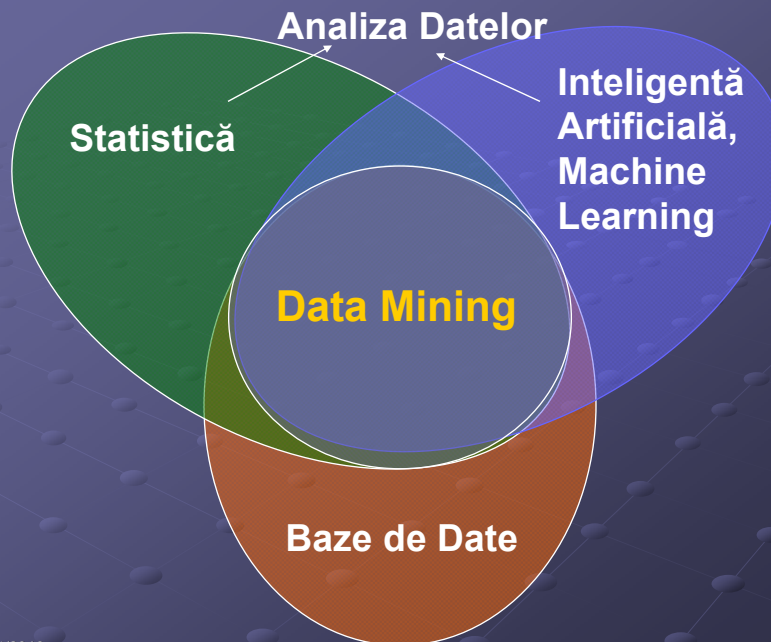 Analiza Datelor
Statistică
Inteligentă
Artificială,
Machine
Learning
Data Mining
Baze de Date